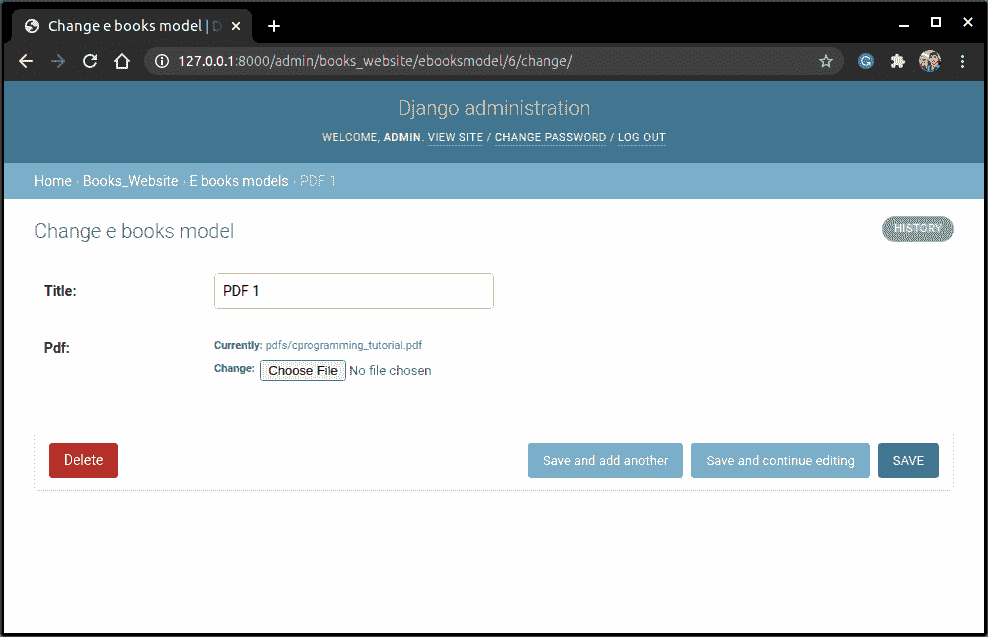 Change e books model | D
127.0.0.1:8000/admin/books_website/ebooksmodel/6/change/
Django administration
WELCOME, ADMIN. VIEW SITE / CHANGE PASSWORD / LOG OUT
Home › Books_Website › E books models › PDF 1
Change e books model
HISTORY
Title: PDF 1
Pdf: Currently: pdfs/cprogramming_tutorial.pdf
Change: Choose File No file chosen
Delete Save and add another Save and continue editing SAVE